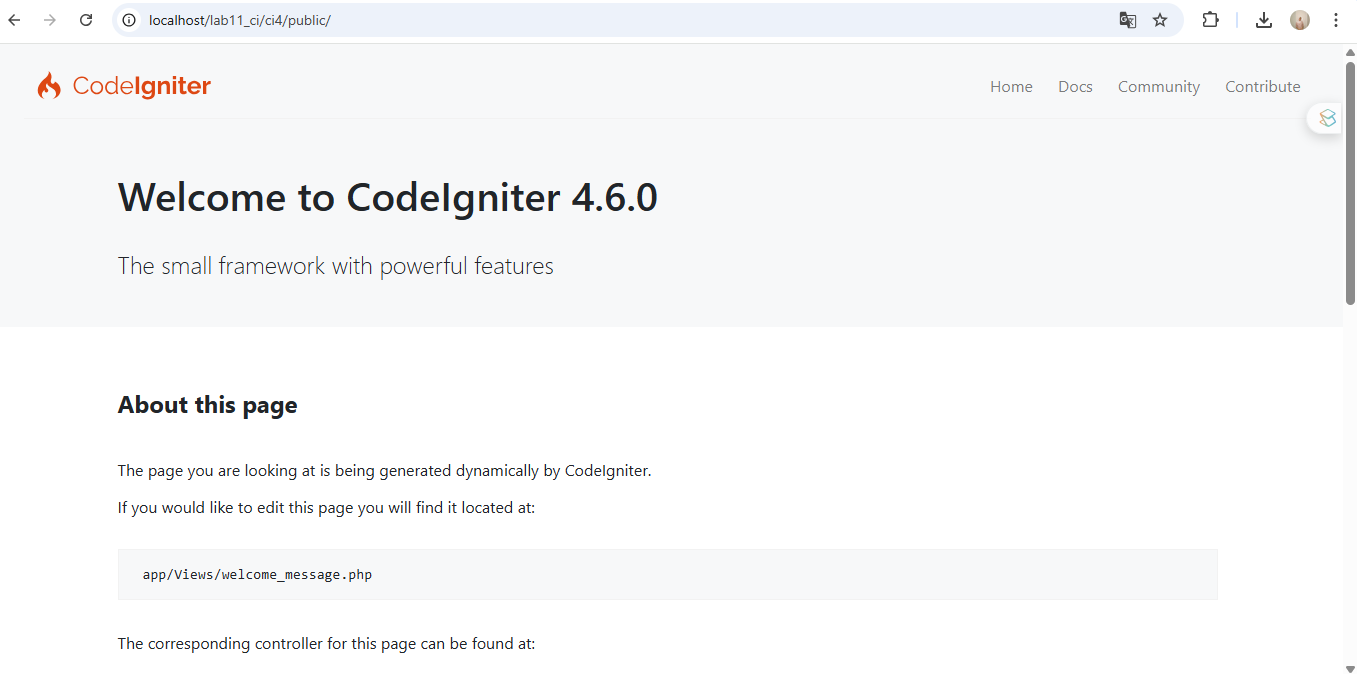 localhost/lab11_ci/ci4/public/
CodeIgniter
Home Docs Community Contribute
Welcome to CodeIgniter 4.6.0
The small framework with powerful features
About this page
The page you are looking at is being generated dynamically by CodeIgniter.
If you would like to edit this page you will find it located at:
app/Views/welcome_message.php
The corresponding controller for this page can be found at: